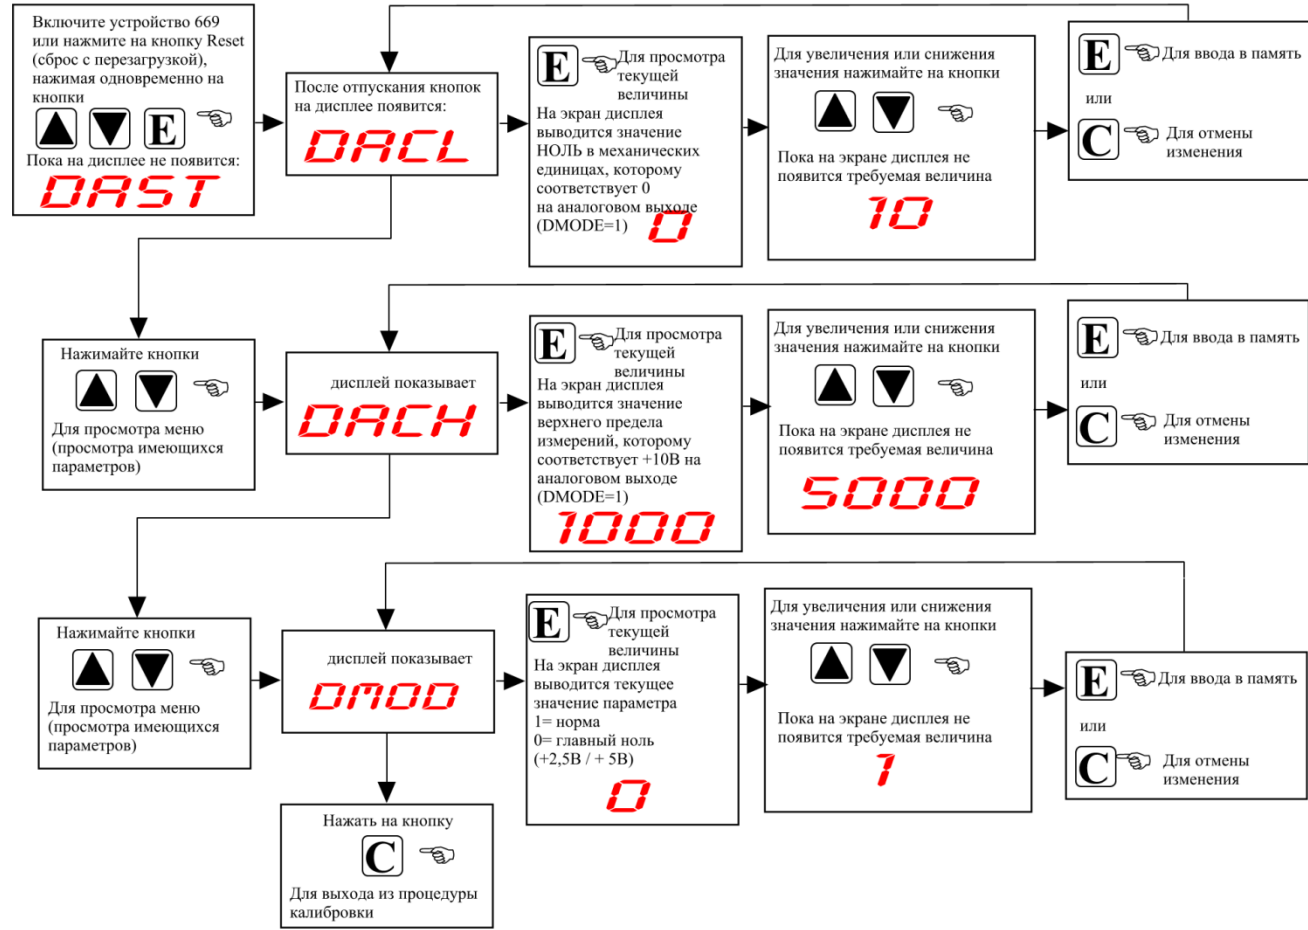 Включите устройство 669
или нажмите на кнопку Reset
(сброс с перезагрузкой),
нажимая одновременно на
кнопки
E
Пока на дисплее не появится:
DAST
После отпускания кнопок
на дисплее появится:
DACL
E
Для просмотра
текущей
величины
На экран дисплея
выводится значение
НОЛЬ в механических
единицах, которому
соответствует 0
на аналоговом выходе
(DMODE=1)
0
Для увеличения или снижения
значения нажимайте на кнопки
Пока на экране дисплея не
появится требуемая величина
10
E
Для ввода в память
или
C
Для отмены
изменения
Нажимайте кнопки
Для просмотра меню
(просмотра имеющихся
параметров)
дисплей показывает
DACH
E
Для просмотра
текущей
величины
На экран дисплея
выводится значение
верхнего предела
измерений, которому
соответствует +10В на
аналоговом выходе
(DMODE=1)
1000
Для увеличения или снижения
значения нажимайте на кнопки
Пока на экране дисплея не
появится требуемая величина
5000
E
Для ввода в память
или
C
Для отмены
изменения
Нажимайте кнопки
Для просмотра меню
(просмотра имеющихся
параметров)
дисплей показывает
DMOD
E
Для просмотра
текущей
величины
На экран дисплея
выводится текущее
значение параметра
1= норма
0= главный ноль
(+2,5В / + 5В)
0
Для увеличения или снижения
значения нажимайте на кнопки
Пока на экране дисплея не
появится требуемая величина
1
E
Для ввода в память
или
C
Для отмены
изменения
Нажать на кнопку
C
Для выхода из процедуры
калибровки